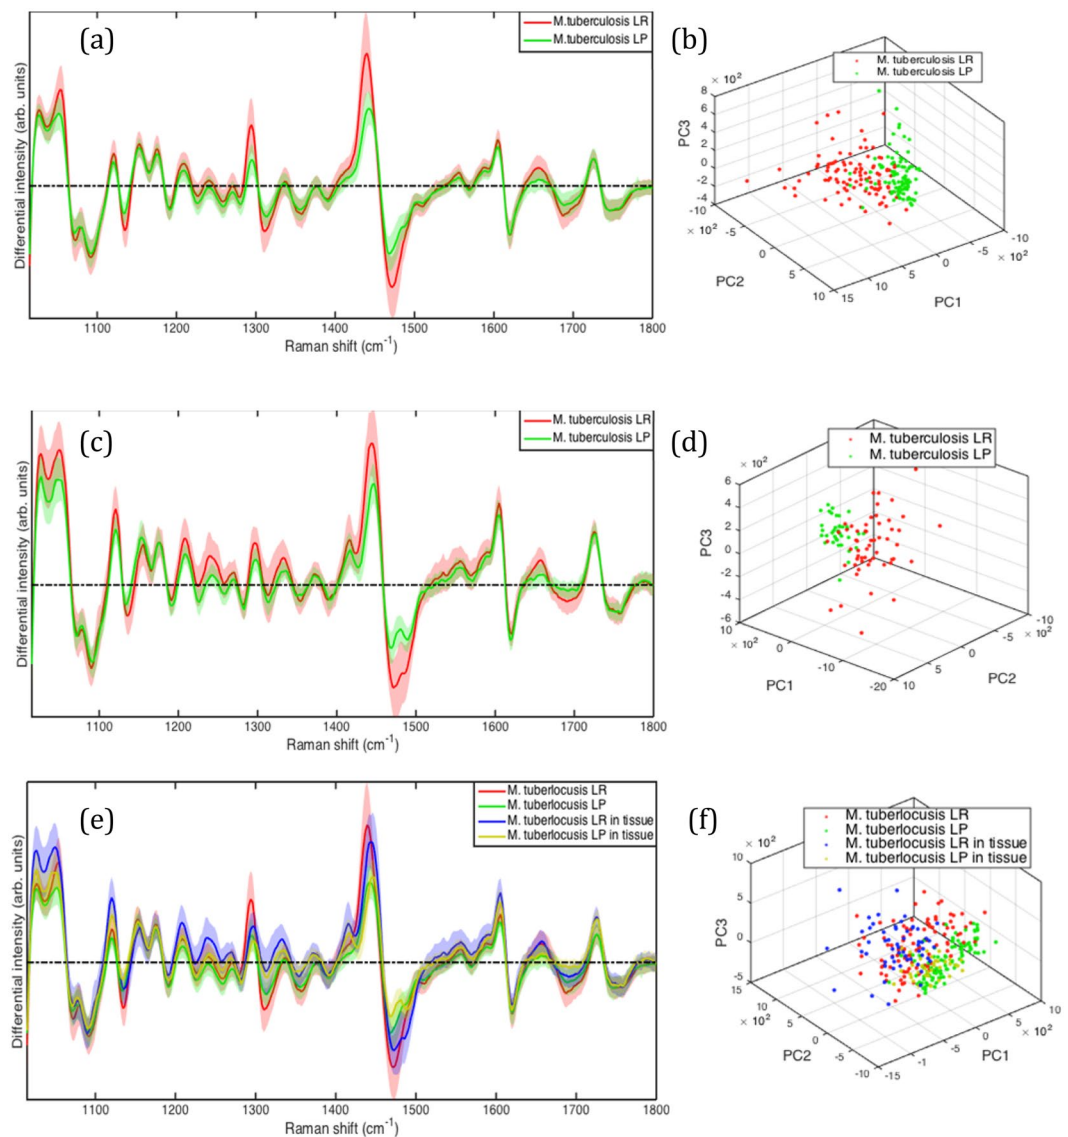 (a)
M.tuberculosis LR
M.tuberculosis LP
Differential intensity (arb. units)
1100 1200 1300 1400 1500 1600 1700 1800
Raman shift (cm⁻¹)
(b)
M. tuberculosis LR
M. tuberculosis LP
× 10²
8
6
4
2
0
-2
-4
PC3
-10
× 10²
-5
0
5
10
PC2
15 10 5 0 -5 -10
× 10²
PC1
(c)
M. tuberculosis LR
M. tuberculosis LP
Differential intensity (arb. units)
1100 1200 1300 1400 1500 1600 1700 1800
Raman shift (cm⁻¹)
(d)
M. tuberculosis LR
M. tuberculosis LP
× 10²
6
4
2
0
-2
-4
-6
PC3
10
× 10²
0
-10
-20
PC1
10 5 0 -5 -10
× 10²
PC2
(e)
M. tuberlocusis LR
M. tuberlocusis LP
M. tuberlocusis LR in tissue
M. tuberlocusis LP in tissue
Differential intensity (arb. units)
1100 1200 1300 1400 1500 1600 1700 1800
Raman shift (cm⁻¹)
(f)
M. tuberlocusis LR
M. tuberlocusis LP
M. tuberlocusis LR in tissue
M. tuberlocusis LP in tissue
× 10²
10
5
0
-5
PC3
15
10
× 10²
5
0
-5
-10
PC2
-15 -1 -5 0 5 10
× 10²
PC1